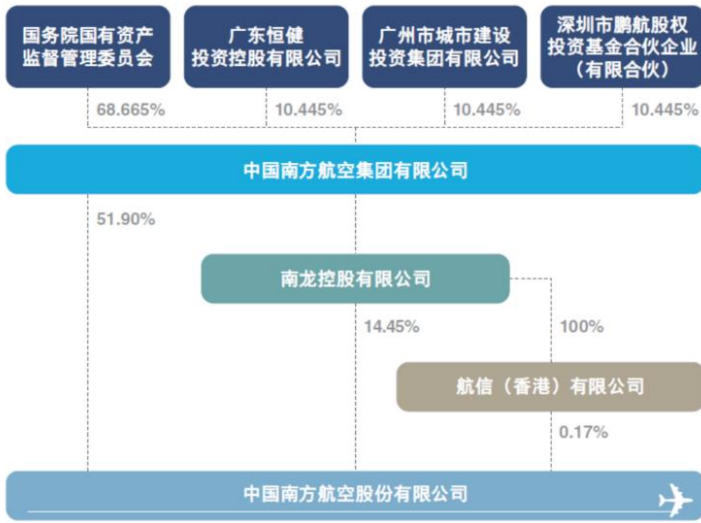 国务院国有资产
监督管理委员会
广东恒健
投资控股有限公司
广州市城市建设
投资集团有限公司
深圳市鹏航股权
投资基金合伙企业
（有限合伙）
68.665%
10.445%
10.445%
10.445%
中国南方航空集团有限公司
51.90%
南龙控股有限公司
14.45%
100%
航信（香港）有限公司
0.17%
中国南方航空股份有限公司